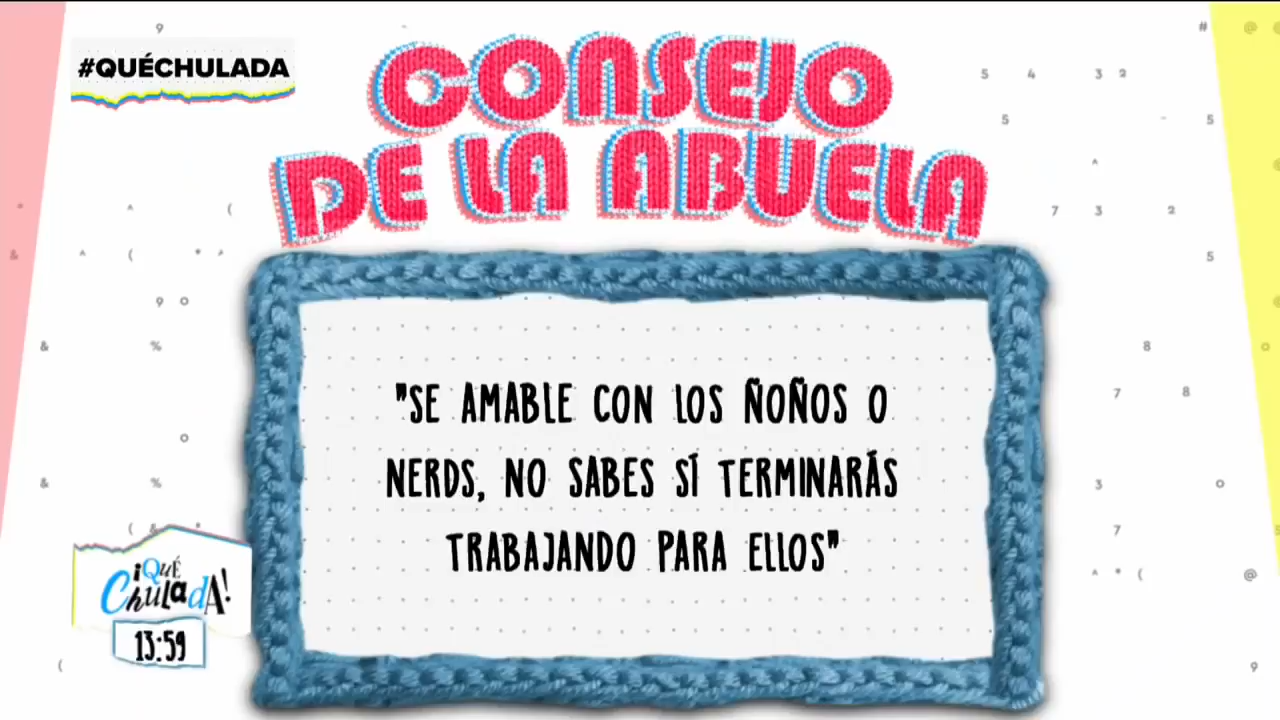 #QUÉCHULADA
CONSEJO
DE LA ABUELA
"SE AMABLE CON LOS ÑOÑOS O
NERDS, NO SABES SÍ TERMINARÁS
TRABAJANDO PARA ELLOS"
¡QUÉ
ChuladA!
13:59